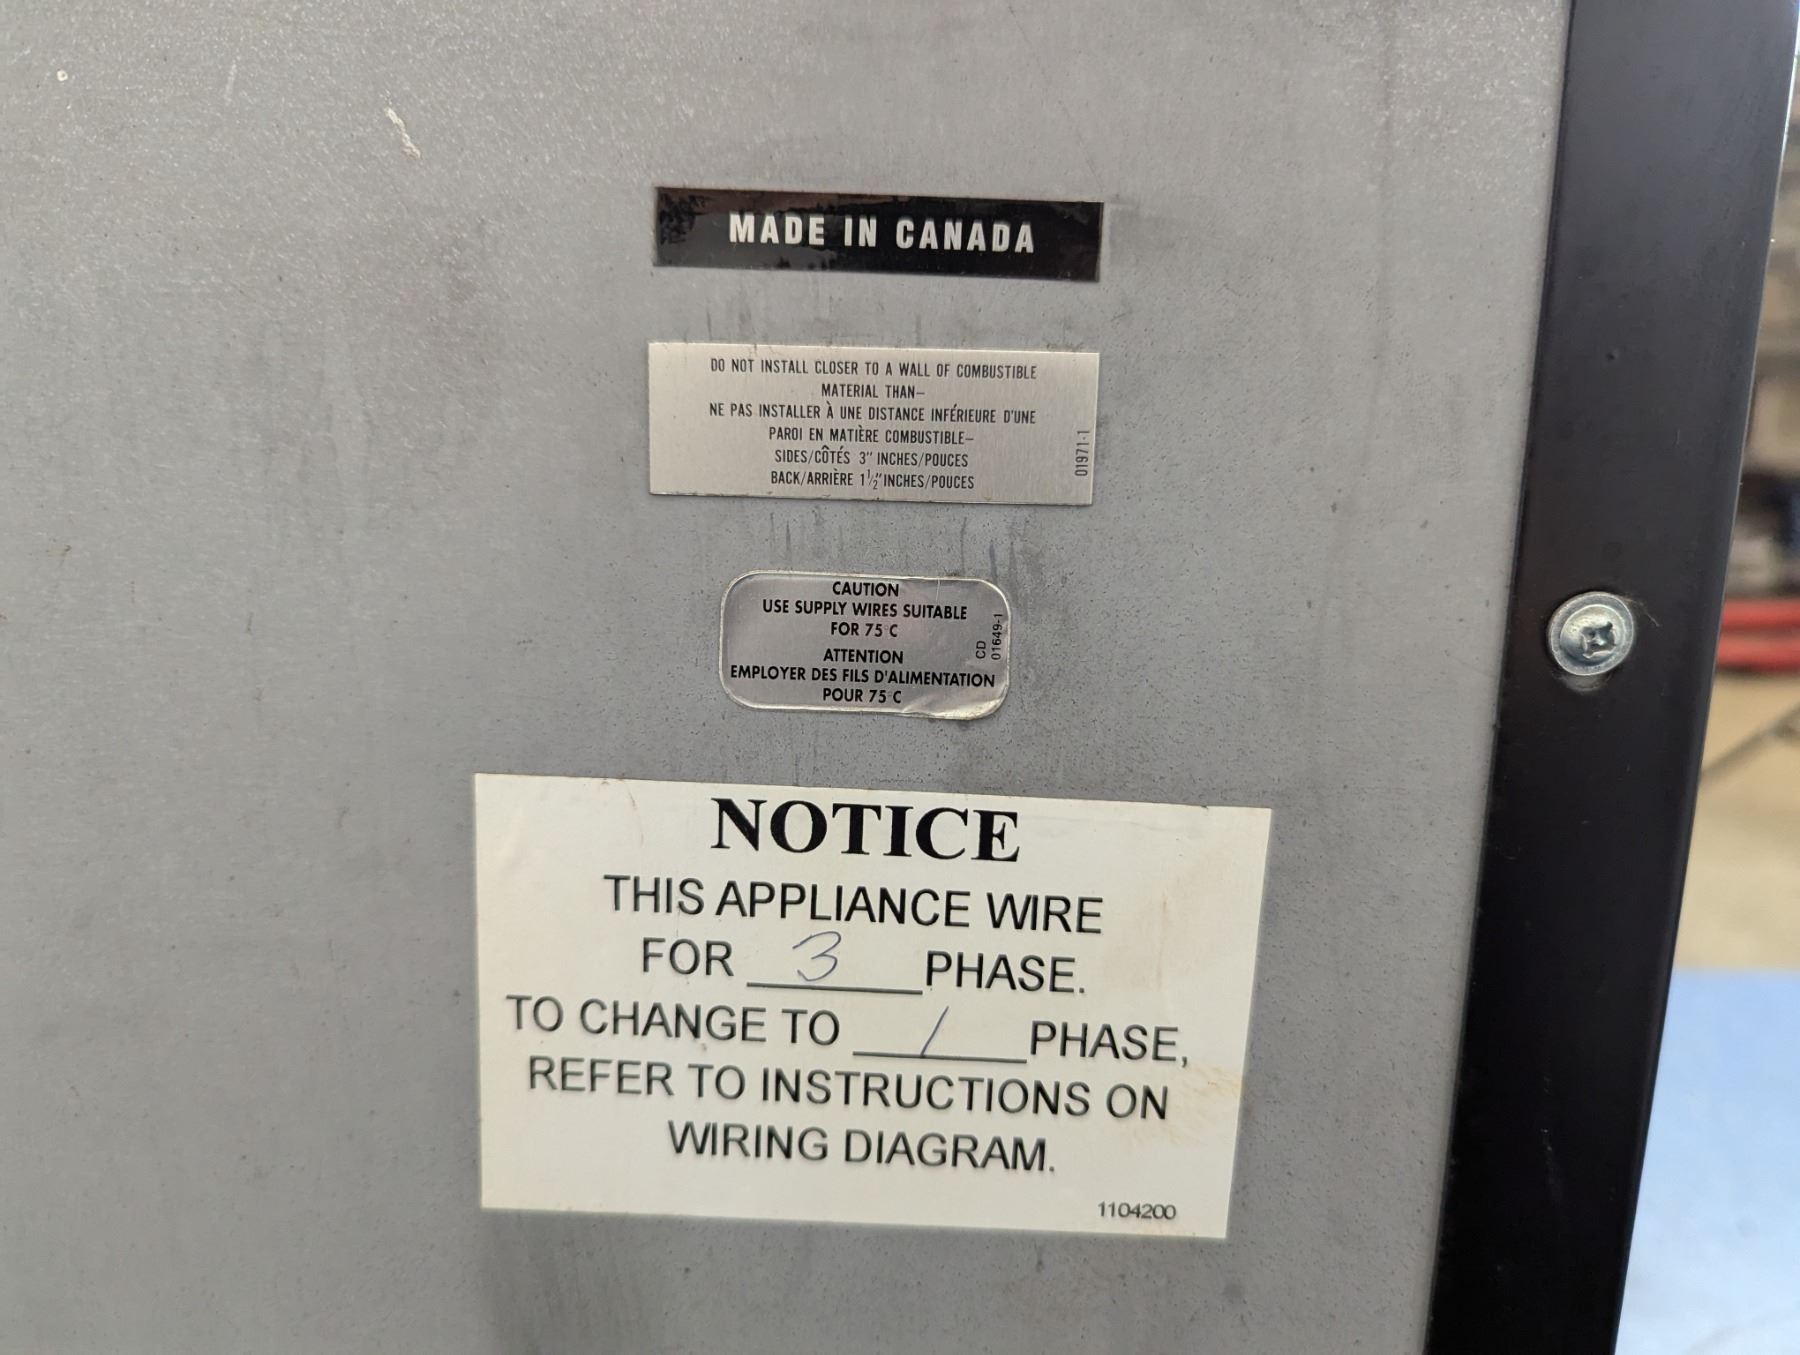 MADE IN CANADA
DO NOT INSTALL CLOSER TO A WALL OF COMBUSTIBLE
MATERIAL THAN–
NE PAS INSTALLER À UNE DISTANCE INFÉRIEURE D'UNE
PAROI EN MATIÈRE COMBUSTIBLE–
SIDES/CÔTÉS 3" INCHES/POUCES
BACK/ARRIÈRE 1½" INCHES/POUCES
01971-1
CAUTION
USE SUPPLY WIRES SUITABLE
FOR 75°C
ATTENTION
EMPLOYER DES FILS D'ALIMENTATION
POUR 75°C
CD
01649-1
NOTICE
THIS APPLIANCE WIRE
FOR 3 PHASE.
TO CHANGE TO 1 PHASE,
REFER TO INSTRUCTIONS ON
WIRING DIAGRAM.
1104200